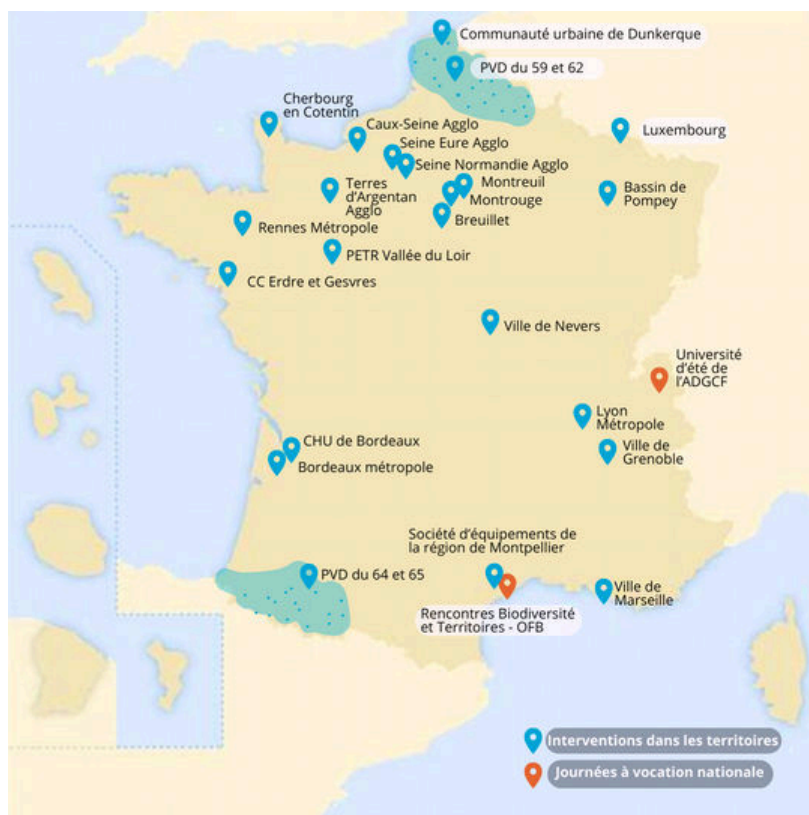 Communauté urbaine de Dunkerque
PVD du 59 et 62
Cherbourg
en Cotentin
Caux-Seine Agglo
Luxembourg
Seine Eure Agglo
Seine Normandie Agglo
Terres
d'Argentan
Agglo
Montreuil
Montrouge
Bassin de
Pompey
Breuillet
Rennes Métropole
PETR Vallée du Loir
CC Erdre et Gesvres
Ville de Nevers
Université
d'été de
l'ADGCF
Lyon
Métropole
CHU de Bordeaux
Ville de
Grenoble
Bordeaux métropole
Société d'équipements de
la région de Montpellier
PVD du 64 et 65
Ville de
Marseille
Rencontres Biodiversité
et Territoires - OFB
Interventions dans les territoires
Journées à vocation nationale